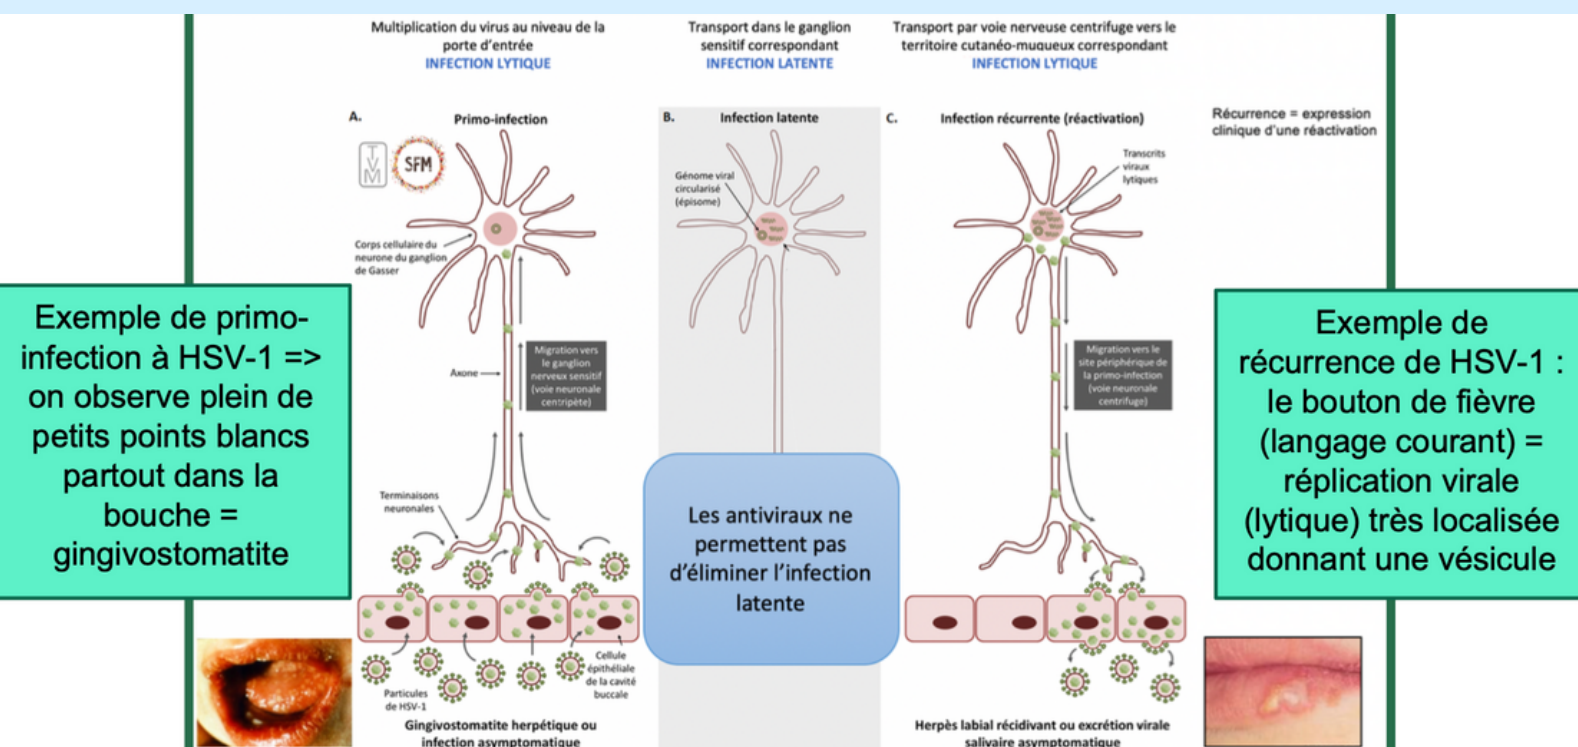 Multiplication du virus au niveau de la
porte d'entrée
INFECTION LYTIQUE
Transport dans le ganglion
sensitif correspondant
INFECTION LATENTE
Transport par voie nerveuse centrifuge vers le
territoire cutanéo-muqueux correspondant
INFECTION LYTIQUE
A.
Primo-infection
TVM
SFM
Corps cellulaire du
neurone du ganglion
de Gasser
Axone
Migration vers
le ganglion
nerveux sensitif
(voie neuronale
centripète)
Terminaisons
neuronales
Particules
de HSV-1
Cellule
épithéliale
de la cavité
buccale
Gingivostomatite herpétique ou
infection asymptomatique
B.
Infection latente
Génome viral
circularisé
(épisome)
Les antiviraux ne
permettent pas
d'éliminer l'infection
latente
C.
Infection récurrente (réactivation)
Transcrits
viraux
lytiques
Migration vers le
site périphérique de
la primo-infection
(voie neuronale
centrifuge)
Herpès labial récidivant ou excrétion virale
salivaire asymptomatique
Récurrence = expression
clinique d'une réactivation
Exemple de primo-
infection à HSV-1 =>
on observe plein de
petits points blancs
partout dans la
bouche =
gingivostomatite
Exemple de
récurrence de HSV-1 :
le bouton de fièvre
(langage courant) =
réplication virale
(lytique) très localisée
donnant une vésicule